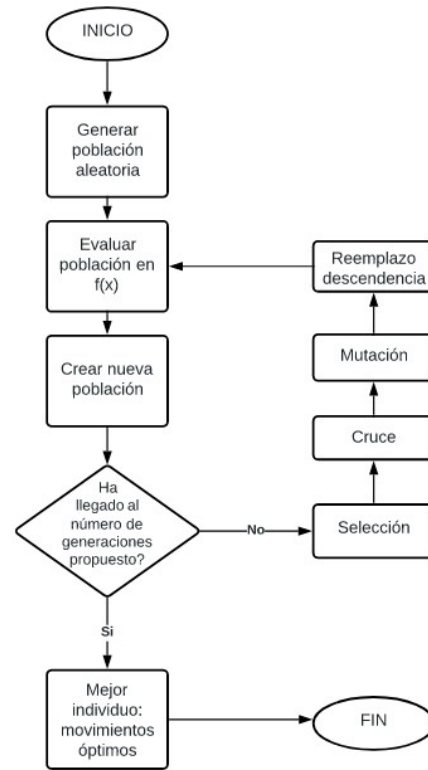 INICIO
Generar
población
aleatoria
Evaluar
población en
f(x)
Crear nueva
población
Ha
llegado al
número de
generaciones
propuesto?
No
Selección
Cruce
Mutación
Reemplazo
descendencia
Si
Mejor
individuo:
movimientos
óptimos
FIN